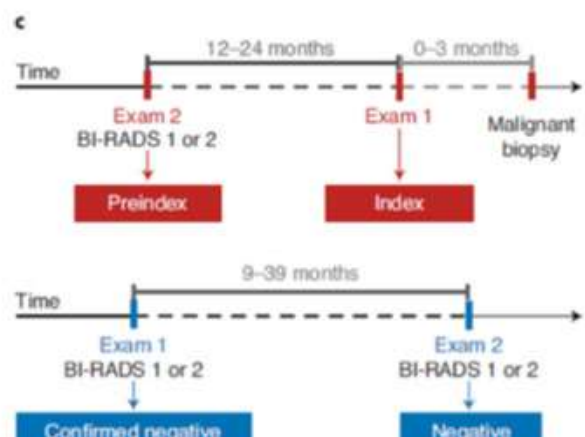 c
12–24 months
0–3 months
Time
Exam 2
BI-RADS 1 or 2
Exam 1
Malignant
biopsy
Preindex
Index
9–39 months
Time
Exam 1
BI-RADS 1 or 2
Exam 2
BI-RADS 1 or 2
Confirmed negative
Negative